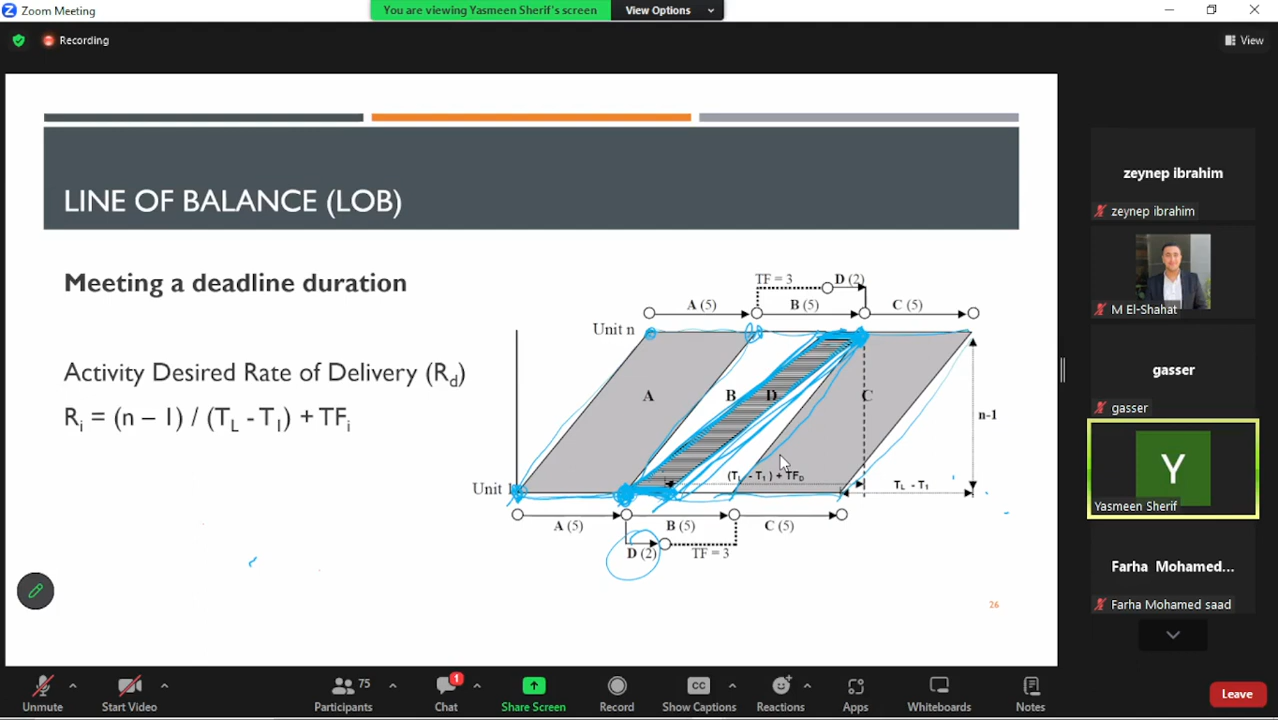 Zoom Meeting
You are viewing Yasmeen Sherif's screen
View Options
Recording
View
LINE OF BALANCE (LOB)
Meeting a deadline duration
Activity Desired Rate of Delivery (Rd)
Ri = (n – 1) / (TL - T1) + TFi
TF = 3
D (2)
A (5)
B (5)
C (5)
Unit n
A
B
D
C
n-1
(TL - T1) + TFD
TL - T1
Unit 1
A (5)
B (5)
C (5)
D (2)
TF = 3
26
zeynep ibrahim
zeynep ibrahim
M El-Shahat
gasser
gasser
Y
Yasmeen Sherif
Farha Mohamed...
Farha Mohamed saad
Unmute
Start Video
75
Participants
1
Chat
Share Screen
Record
CC
Show Captions
Reactions
Apps
Whiteboards
Notes
Leave